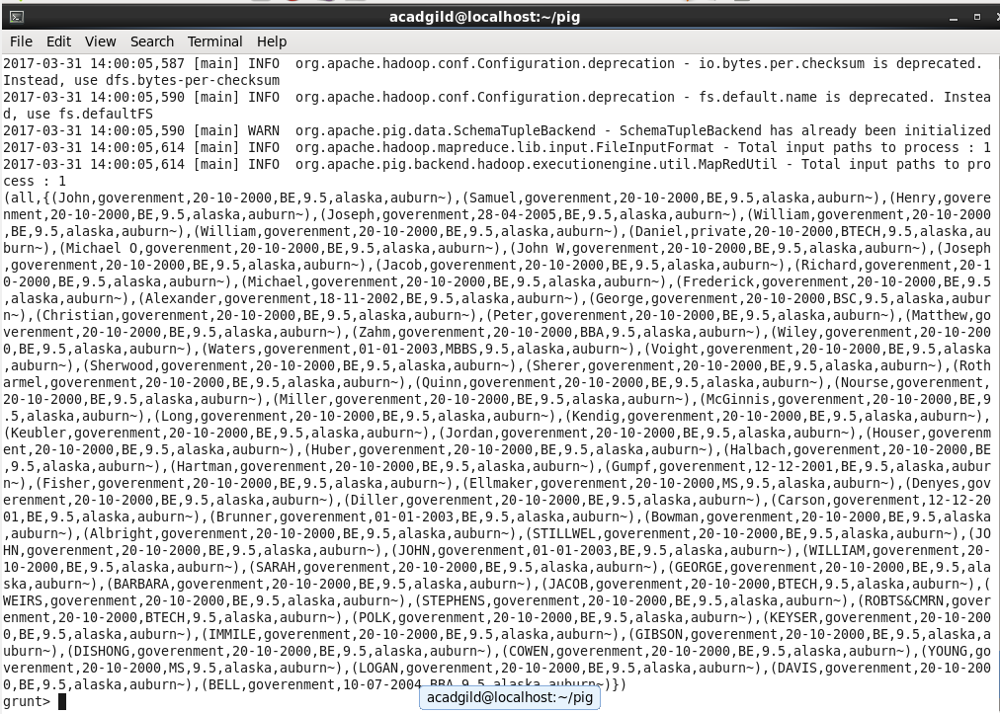 acadgild@localhost:~/pig
File Edit View Search Terminal Help
2017-03-31 14:00:05,587 [main] INFO  org.apache.hadoop.conf.Configuration.deprecation - io.bytes.per.checksum is deprecated.
Instead, use dfs.bytes-per-checksum
2017-03-31 14:00:05,590 [main] INFO  org.apache.hadoop.conf.Configuration.deprecation - fs.default.name is deprecated. Instea
d, use fs.defaultFS
2017-03-31 14:00:05,590 [main] WARN  org.apache.pig.data.SchemaTupleBackend - SchemaTupleBackend has already been initialized
2017-03-31 14:00:05,614 [main] INFO  org.apache.hadoop.mapreduce.lib.input.FileInputFormat - Total input paths to process : 1
2017-03-31 14:00:05,614 [main] INFO  org.apache.pig.backend.hadoop.executionengine.util.MapRedUtil - Total input paths to pro
cess : 1
(all,{(John,goverenment,20-10-2000,BE,9.5,alaska,auburn~),(Samuel,goverenment,20-10-2000,BE,9.5,alaska,auburn~),(Henry,govere
nment,20-10-2000,BE,9.5,alaska,auburn~),(Joseph,goverenment,28-04-2005,BE,9.5,alaska,auburn~),(William,goverenment,20-10-2000
,BE,9.5,alaska,auburn~),(William,goverenment,20-10-2000,BE,9.5,alaska,auburn~),(Daniel,private,20-10-2000,BTECH,9.5,alaska,au
burn~),(Michael O,goverenment,20-10-2000,BE,9.5,alaska,auburn~),(John W,goverenment,20-10-2000,BE,9.5,alaska,auburn~),(Joseph
,goverenment,20-10-2000,BE,9.5,alaska,auburn~),(Jacob,goverenment,20-10-2000,BE,9.5,alaska,auburn~),(Richard,goverenment,20-1
0-2000,BE,9.5,alaska,auburn~),(Michael,goverenment,20-10-2000,BE,9.5,alaska,auburn~),(Frederick,goverenment,20-10-2000,BE,9.5
,alaska,auburn~),(Alexander,goverenment,18-11-2002,BE,9.5,alaska,auburn~),(George,goverenment,20-10-2000,BSC,9.5,alaska,aubur
n~),(Christian,goverenment,20-10-2000,BE,9.5,alaska,auburn~),(Peter,goverenment,20-10-2000,BE,9.5,alaska,auburn~),(Matthew,go
verenment,20-10-2000,BE,9.5,alaska,auburn~),(Zahm,goverenment,20-10-2000,BBA,9.5,alaska,auburn~),(Wiley,goverenment,20-10-200
0,BE,9.5,alaska,auburn~),(Waters,goverenment,01-01-2003,MBBS,9.5,alaska,auburn~),(Voight,goverenment,20-10-2000,BE,9.5,alaska
,auburn~),(Sherwood,goverenment,20-10-2000,BE,9.5,alaska,auburn~),(Sherer,goverenment,20-10-2000,BE,9.5,alaska,auburn~),(Roth
armel,goverenment,20-10-2000,BE,9.5,alaska,auburn~),(Quinn,goverenment,20-10-2000,BE,9.5,alaska,auburn~),(Nourse,goverenment,
20-10-2000,BE,9.5,alaska,auburn~),(Miller,goverenment,20-10-2000,BE,9.5,alaska,auburn~),(McGinnis,goverenment,20-10-2000,BE,9
.5,alaska,auburn~),(Long,goverenment,20-10-2000,BE,9.5,alaska,auburn~),(Kendig,goverenment,20-10-2000,BE,9.5,alaska,auburn~),
(Keubler,goverenment,20-10-2000,BE,9.5,alaska,auburn~),(Jordan,goverenment,20-10-2000,BE,9.5,alaska,auburn~),(Houser,goverenm
ent,20-10-2000,BE,9.5,alaska,auburn~),(Huber,goverenment,20-10-2000,BE,9.5,alaska,auburn~),(Halbach,goverenment,20-10-2000,BE
,9.5,alaska,auburn~),(Hartman,goverenment,20-10-2000,BE,9.5,alaska,auburn~),(Gumpf,goverenment,12-12-2001,BE,9.5,alaska,aubur
n~),(Fisher,goverenment,20-10-2000,BE,9.5,alaska,auburn~),(Ellmaker,goverenment,20-10-2000,MS,9.5,alaska,auburn~),(Denyes,gov
erenment,20-10-2000,BE,9.5,alaska,auburn~),(Diller,goverenment,20-10-2000,BE,9.5,alaska,auburn~),(Carson,goverenment,12-12-20
01,BE,9.5,alaska,auburn~),(Brunner,goverenment,01-01-2003,BE,9.5,alaska,auburn~),(Bowman,goverenment,20-10-2000,BE,9.5,alaska
,auburn~),(Albright,goverenment,20-10-2000,BE,9.5,alaska,auburn~),(STILLWEL,goverenment,20-10-2000,BE,9.5,alaska,auburn~),(JO
HN,goverenment,20-10-2000,BE,9.5,alaska,auburn~),(JOHN,goverenment,01-01-2003,BE,9.5,alaska,auburn~),(WILLIAM,goverenment,20-
10-2000,BE,9.5,alaska,auburn~),(SARAH,goverenment,20-10-2000,BE,9.5,alaska,auburn~),(GEORGE,goverenment,20-10-2000,BE,9.5,ala
ska,auburn~),(BARBARA,goverenment,20-10-2000,BE,9.5,alaska,auburn~),(JACOB,goverenment,20-10-2000,BTECH,9.5,alaska,auburn~),(
WEIRS,goverenment,20-10-2000,BE,9.5,alaska,auburn~),(STEPHENS,goverenment,20-10-2000,BE,9.5,alaska,auburn~),(ROBTS&CMRN,gover
enment,20-10-2000,BTECH,9.5,alaska,auburn~),(POLK,goverenment,20-10-2000,BE,9.5,alaska,auburn~),(KEYSER,goverenment,20-10-200
0,BE,9.5,alaska,auburn~),(IMMILE,goverenment,20-10-2000,BE,9.5,alaska,auburn~),(GIBSON,goverenment,20-10-2000,BE,9.5,alaska,a
uburn~),(DISHONG,goverenment,20-10-2000,BE,9.5,alaska,auburn~),(COWEN,goverenment,20-10-2000,BE,9.5,alaska,auburn~),(YOUNG,go
verenment,20-10-2000,MS,9.5,alaska,auburn~),(LOGAN,goverenment,20-10-2000,BE,9.5,alaska,auburn~),(DAVIS,goverenment,20-10-200
0,BE,9.5,alaska,auburn~),(BELL,goverenment,10-07-2004,BBA,9.5,alaska,auburn~)})
grunt>
acadgild@localhost:~/pig